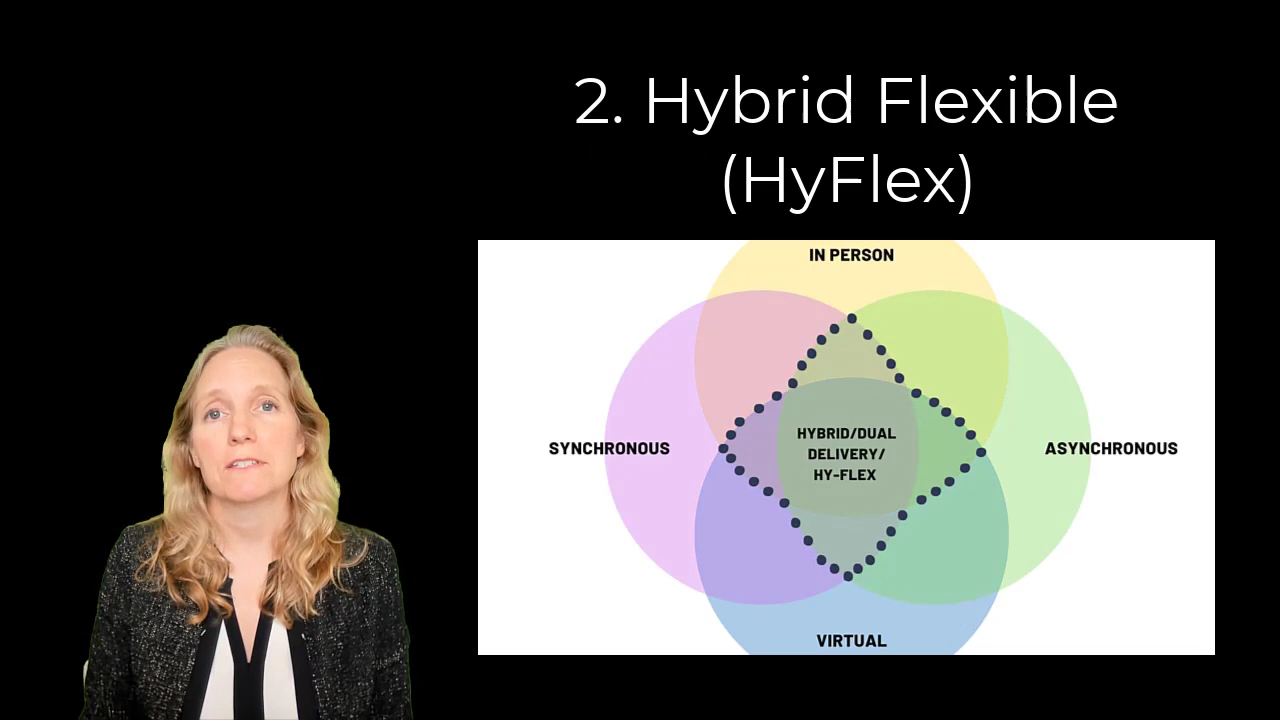 2. Hybrid Flexible
(HyFlex)
IN PERSON
SYNCHRONOUS
HYBRID/DUAL
DELIVERY/
HY-FLEX
ASYNCHRONOUS
VIRTUAL